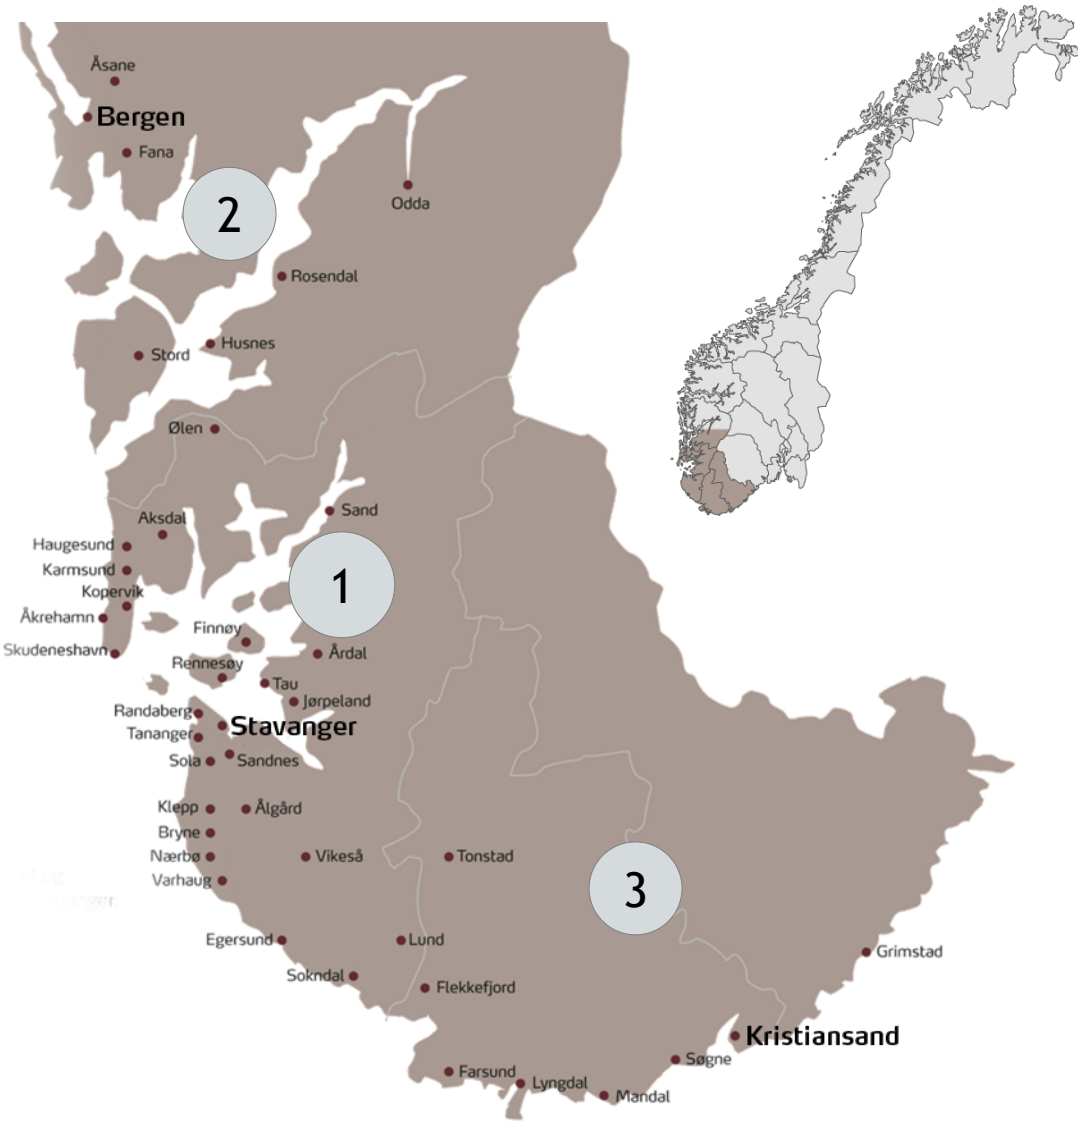 Åsane
Bergen
Fana
2
Odda
Rosendal
Husnes
Stord
Ølen
Sand
Aksdal
Haugesund
Karmsund
1
Kopervik
Åkrehamn
Finnøy
Skudeneshavn
Årdal
Rennesøy
Tau
Jørpeland
Randaberg
Stavanger
Tananger
Sola
Sandnes
Klepp
Ålgård
Bryne
Nærbø
Vikeså
Tonstad
Varhaug
3
Egersund
Lund
Grimstad
Sokndal
Flekkefjord
Kristiansand
Søgne
Farsund
Lyngdal
Mandal